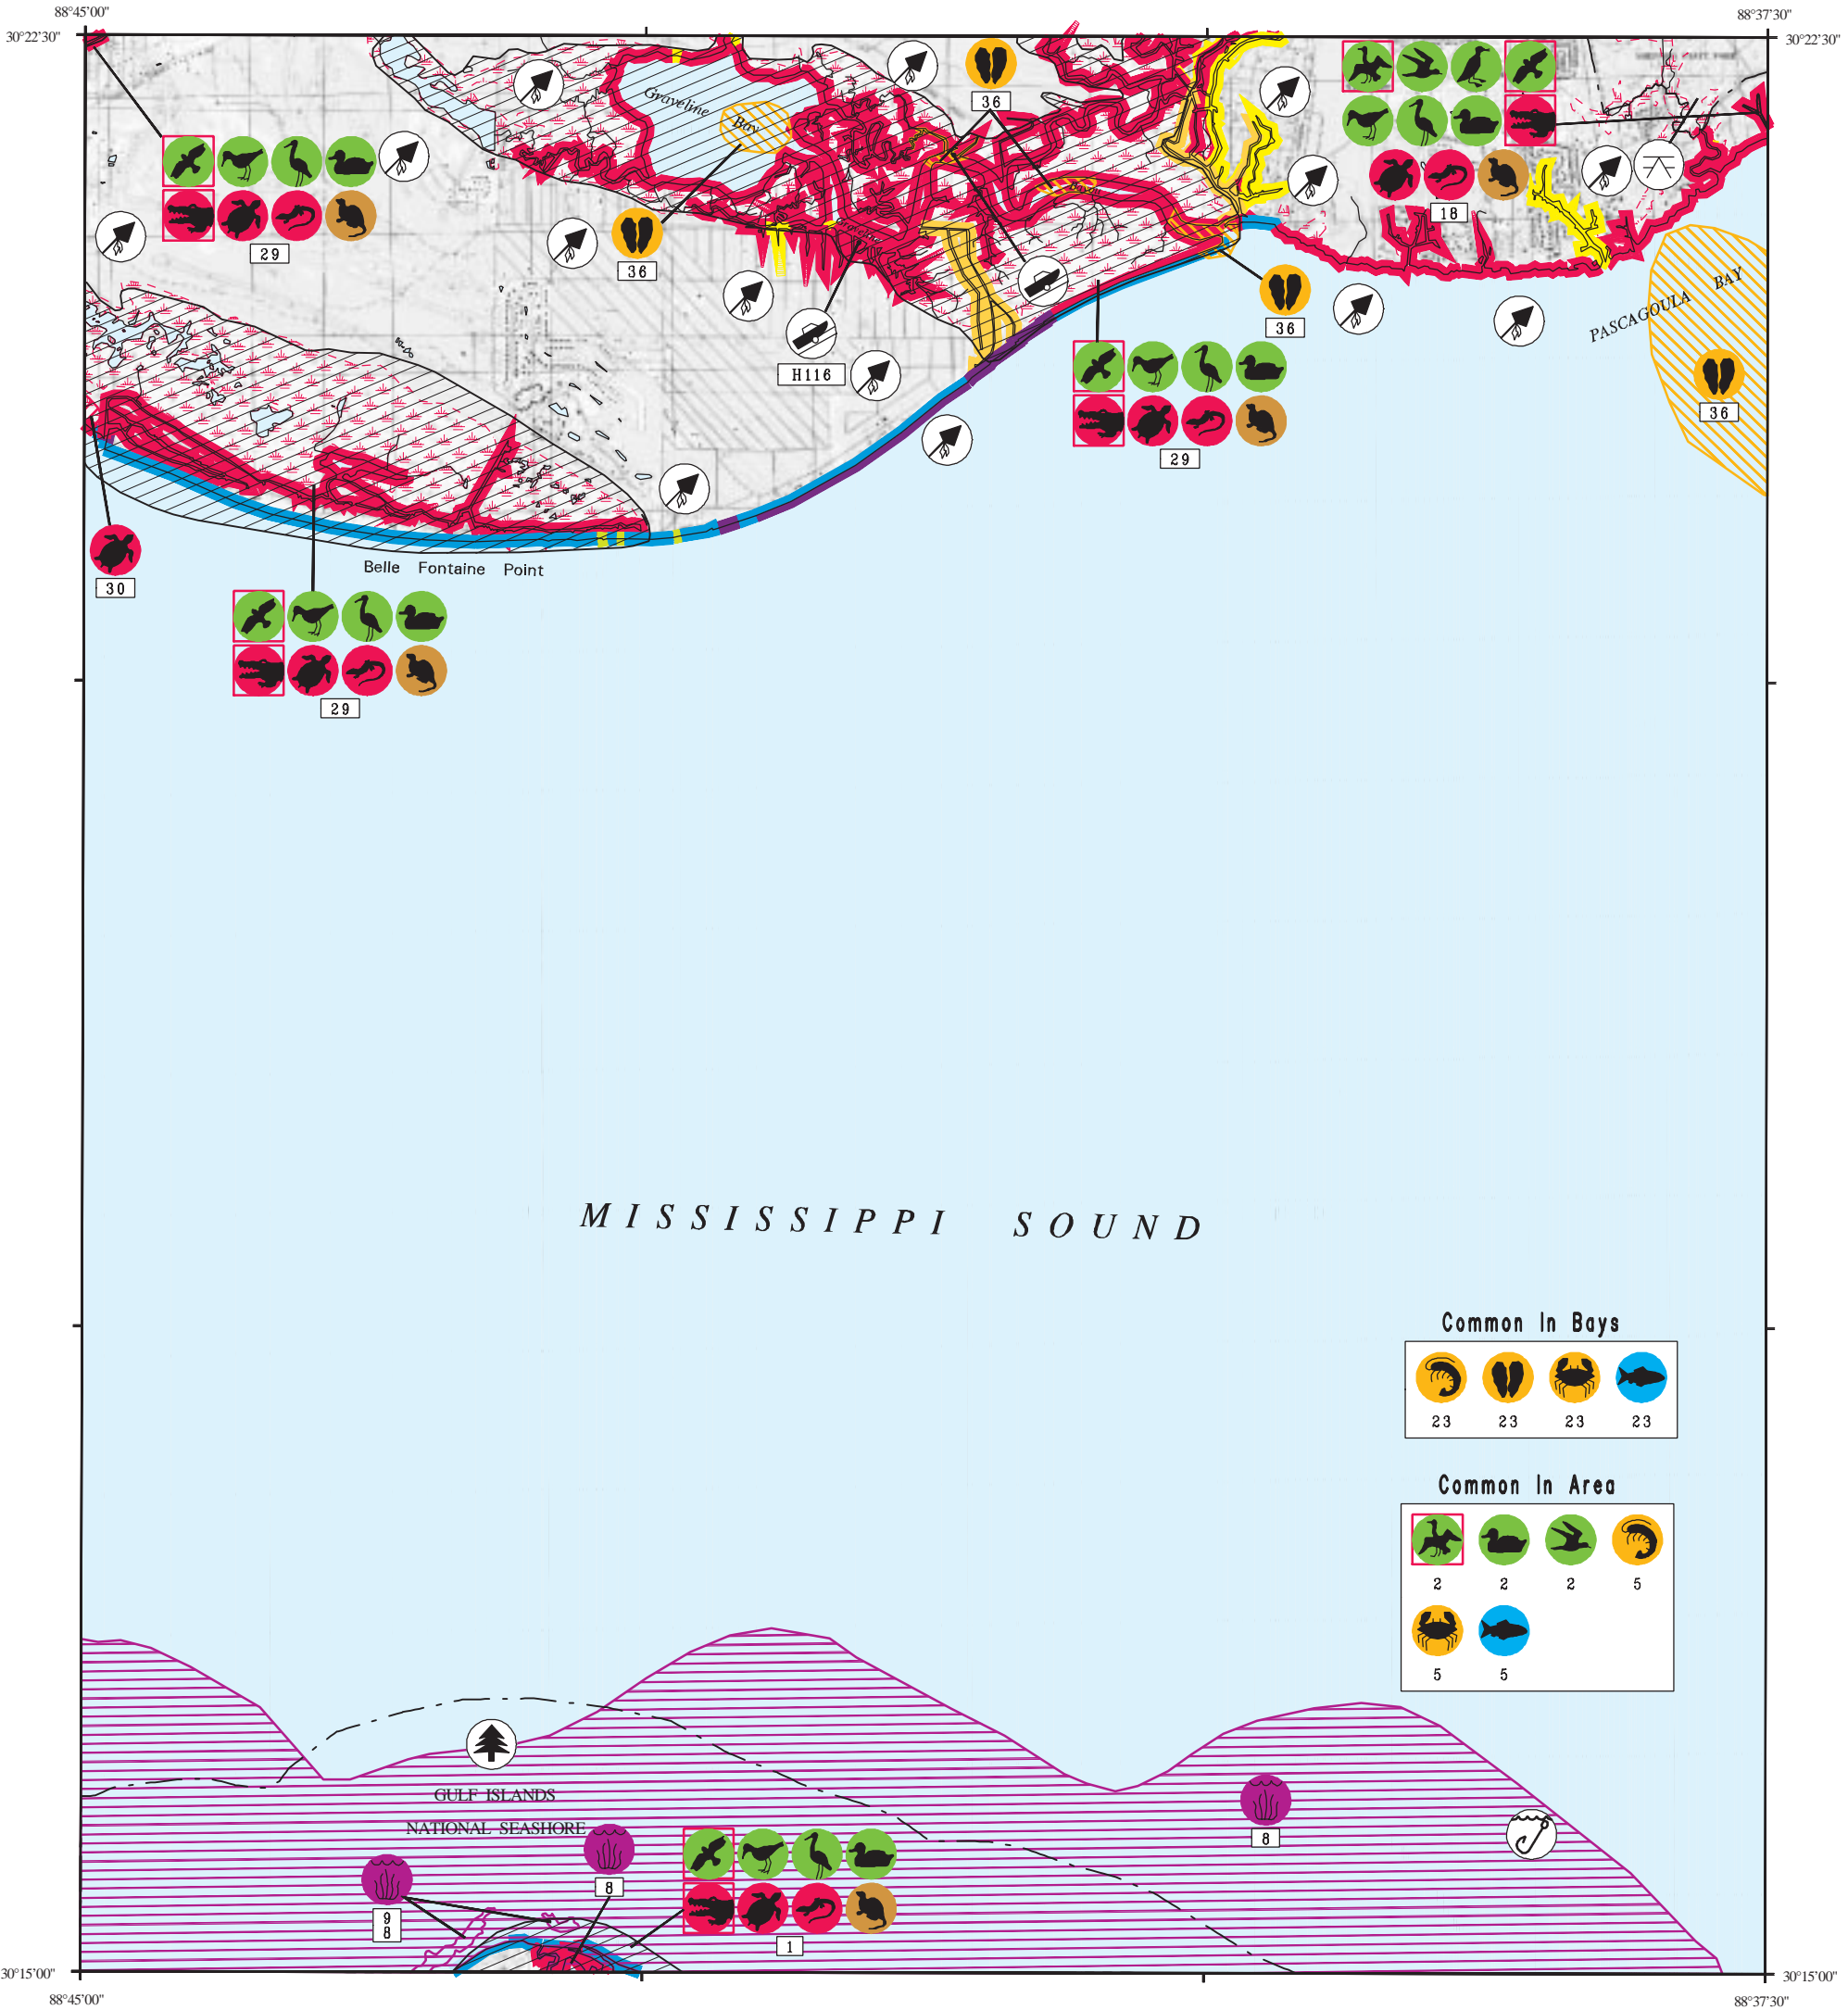 88°45'00"
88°37'30"
30°22'30"
30°22'30"
Graveline
Bay
36
18
29
36
H116
36
PASCAGOULA BAY
36
29
30
Belle Fontaine Point
29
MISSISSIPPI SOUND
Common In Bays
23 23 23 23
Common In Area
2 2 2 5
5 5
GULF ISLANDS
NATIONAL SEASHORE
8
8
9
8
1
30°15'00"
30°15'00"
88°45'00"
88°37'30"